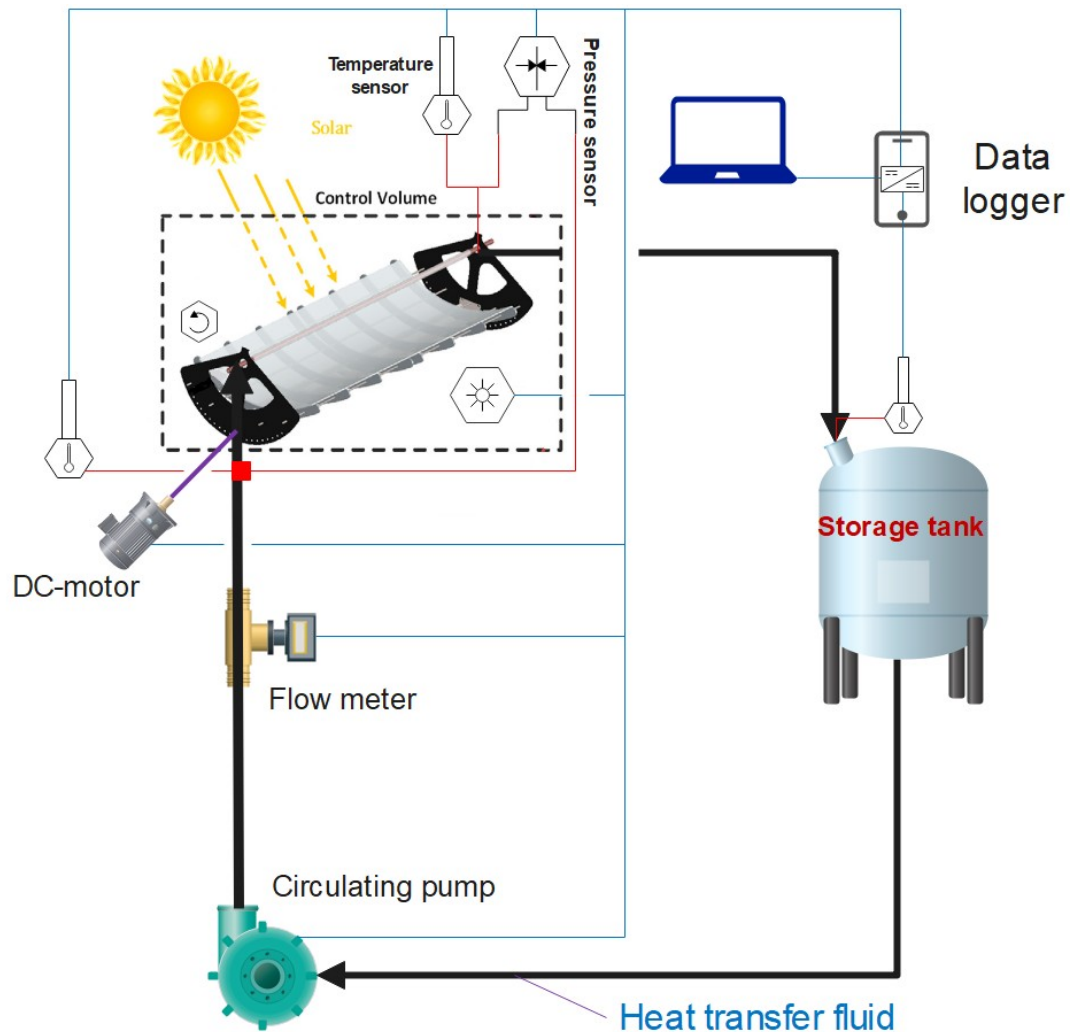 Temperature
sensor
Pressure sensor
Solar
Control Volume
Data
logger
Storage tank
DC-motor
Flow meter
Circulating pump
Heat transfer fluid